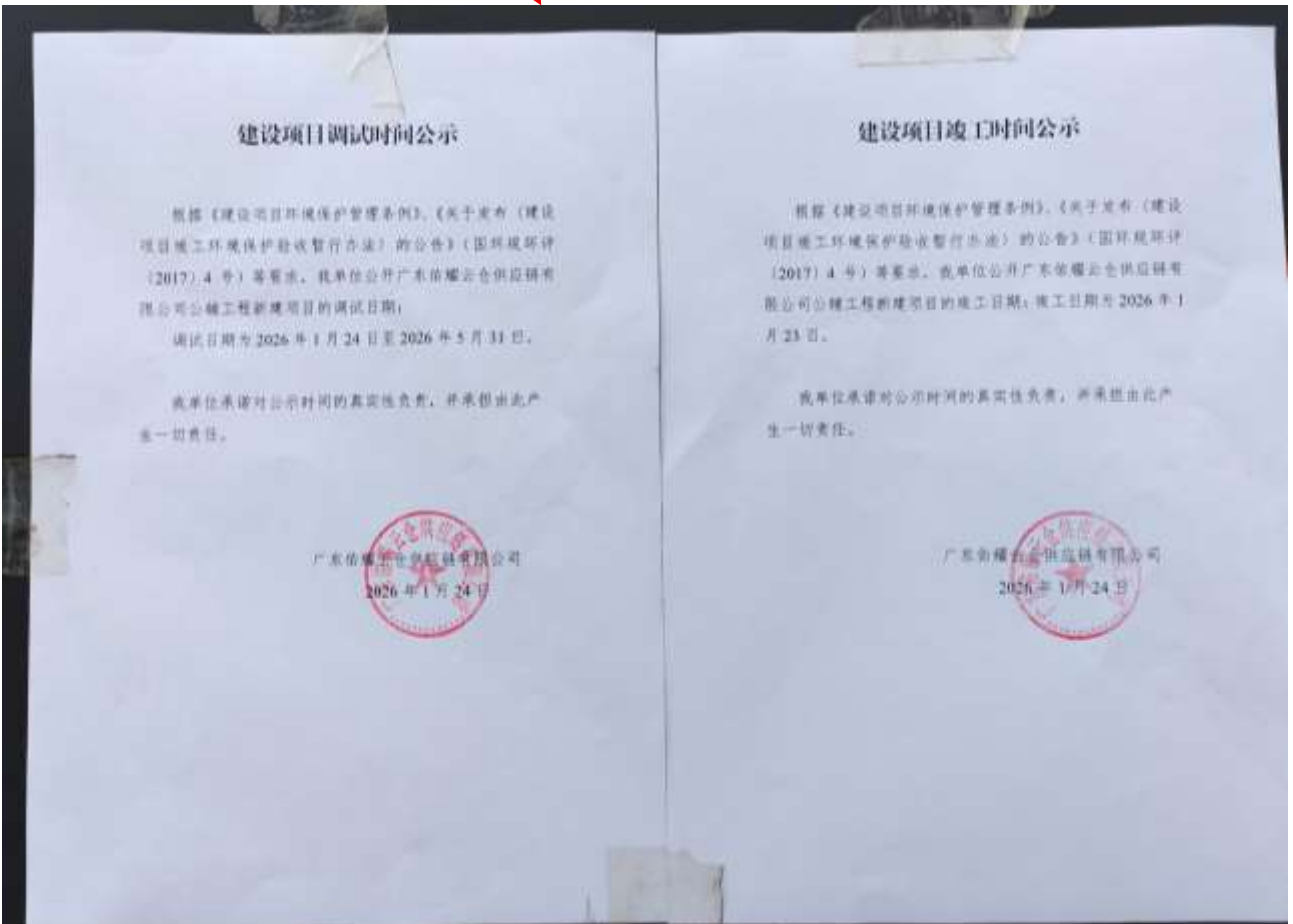 建设项目调试时间公示
根据《建设项目环境保护管理条例》、《关于发布〈建设
项目竣工环境保护验收暂行办法〉的公告》（国环规环评
〔2017〕4 号）等要求，我单位公开广东佑耀云仓供应链有
限公司公辅工程新建项目的调试日期：
调试日期为 2026 年 1 月 24 日至 2026 年 5 月 31 日。
我单位承诺对公示时间的真实性负责，并承担由此产
生一切责任。
广东佑耀云仓供应链有限公司
2026 年 1 月 24 日
建设项目竣工时间公示
根据《建设项目环境保护管理条例》、《关于发布〈建设
项目竣工环境保护验收暂行办法〉的公告》（国环规环评
〔2017〕4 号）等要求，我单位公开广东佑耀云仓供应链有
限公司公辅工程新建项目的竣工日期：竣工日期为 2026 年 1
月 23 日。
我单位承诺对公示时间的真实性负责，并承担由此产
生一切责任。
广东佑耀云仓供应链有限公司
2026 年 1 月 24 日